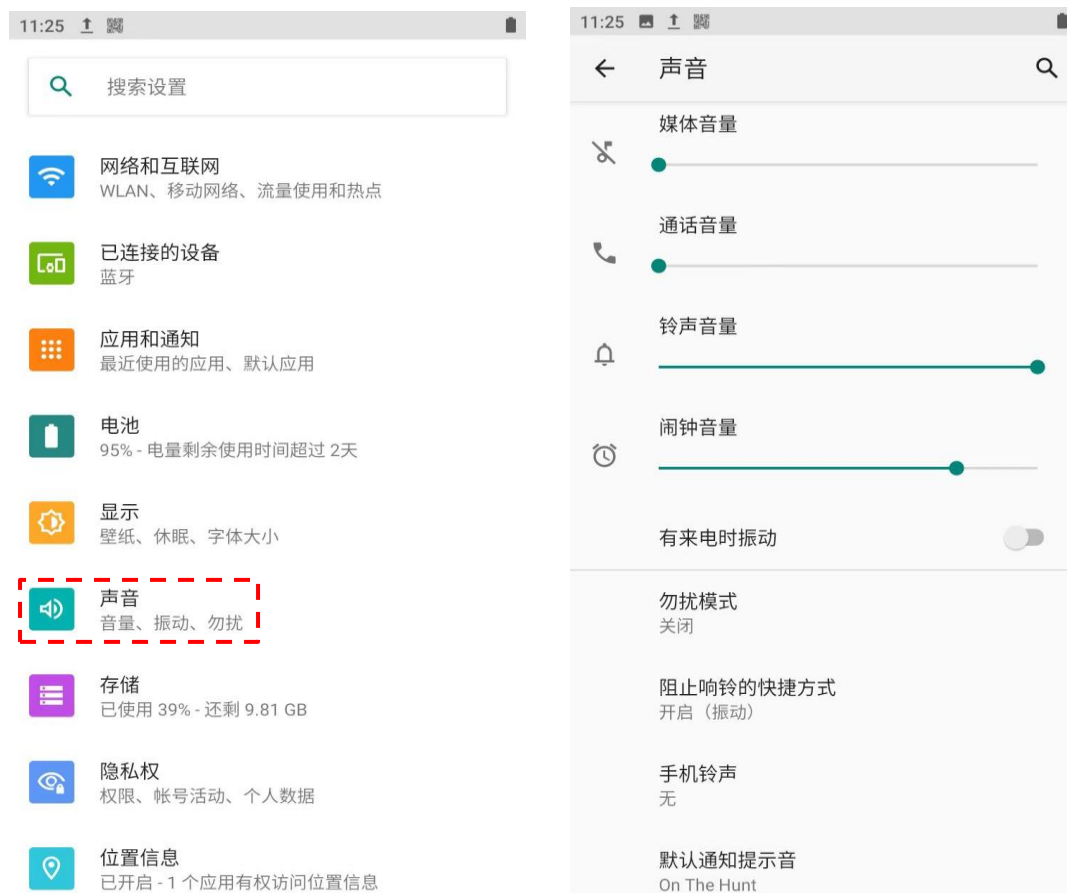 11:25
搜索设置
网络和互联网
WLAN、移动网络、流量使用和热点
已连接的设备
蓝牙
应用和通知
最近使用的应用、默认应用
电池
95% - 电量剩余使用时间超过 2天
显示
壁纸、休眠、字体大小
声音
音量、振动、勿扰
存储
已使用 39% - 还剩 9.81 GB
隐私权
权限、帐号活动、个人数据
位置信息
已开启 - 1 个应用有权访问位置信息
11:25
声音
媒体音量
通话音量
铃声音量
闹钟音量
有来电时振动
勿扰模式
关闭
阻止响铃的快捷方式
开启（振动）
手机铃声
无
默认通知提示音
On The Hunt